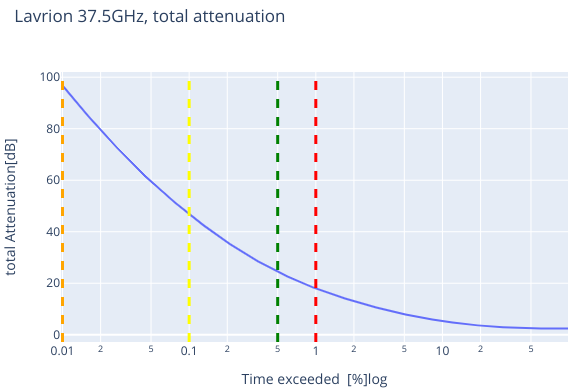 Lavrion 37.5GHz, total attenuation
total Attenuation[dB]
100
80
60
40
20
0
0.01 2 5 0.1 2 5 1 2 5 10 2 5
Time exceeded [%]log